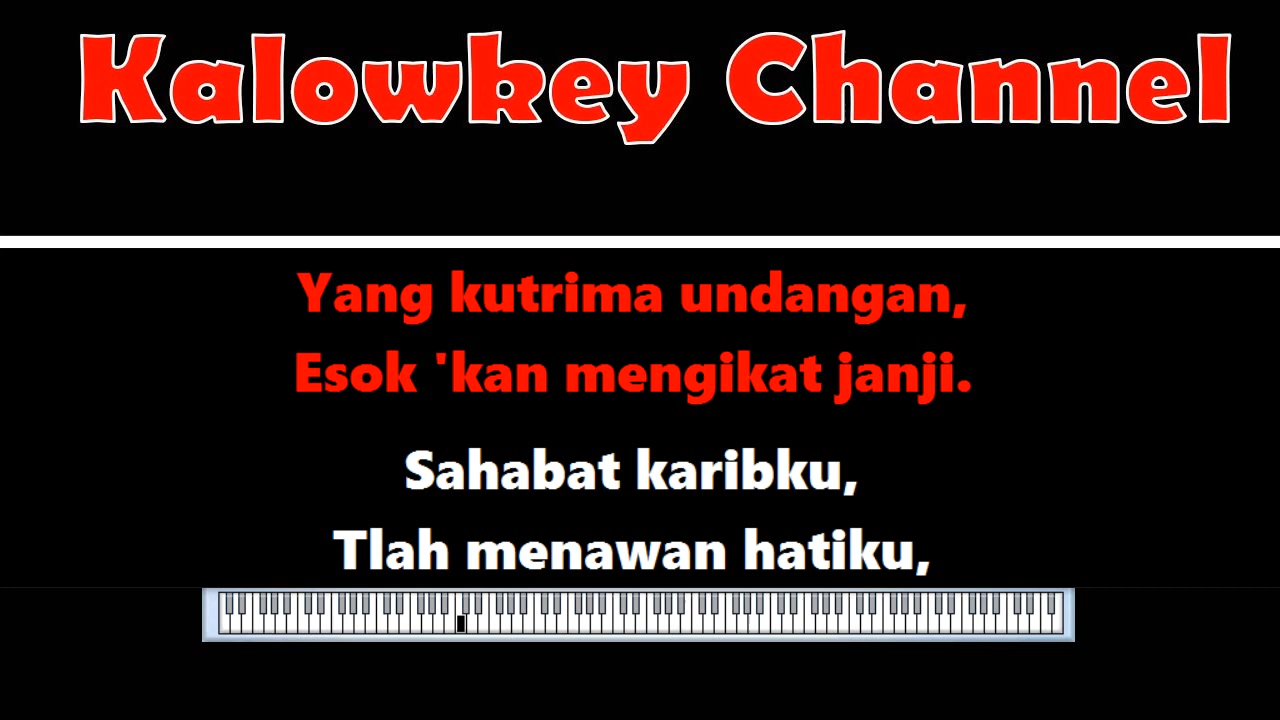 Kalowkey Channel
Yang kutrima undangan,
Esok 'kan mengikat janji.
Sahabat karibku,
Tlah menawan hatiku,